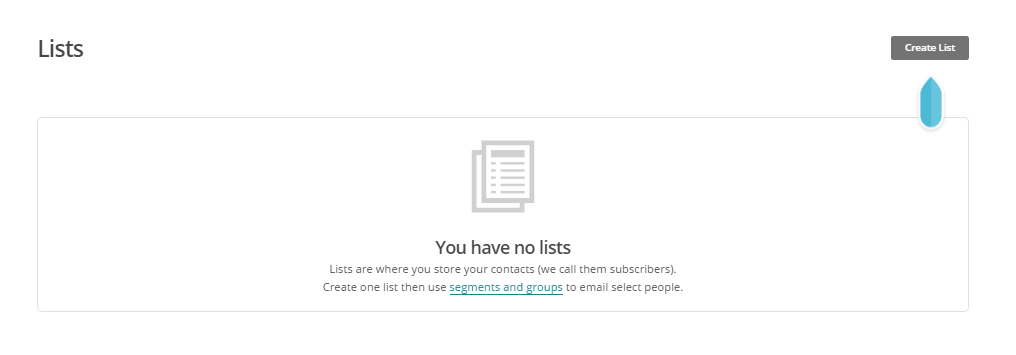 Lists
Create List
You have no lists
Lists are where you store your contacts (we call them subscribers).
Create one list then use segments and groups to email select people.